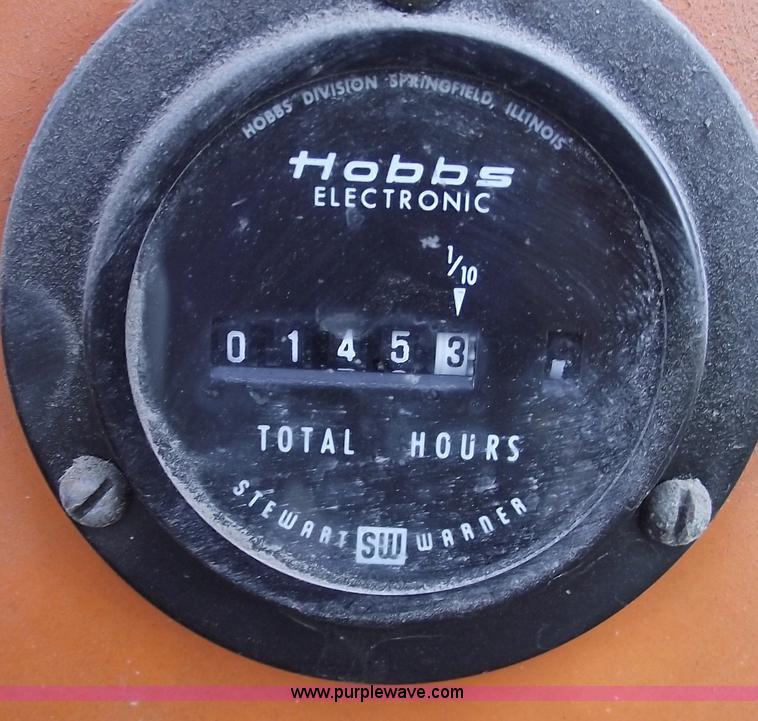 HOBBS DIVISION SPRINGFIELD, ILLINOIS
Hobbs
ELECTRONIC
1/10
0 1 4 5 3
TOTAL HOURS
STEWART SW WARNER
www.purplewave.com